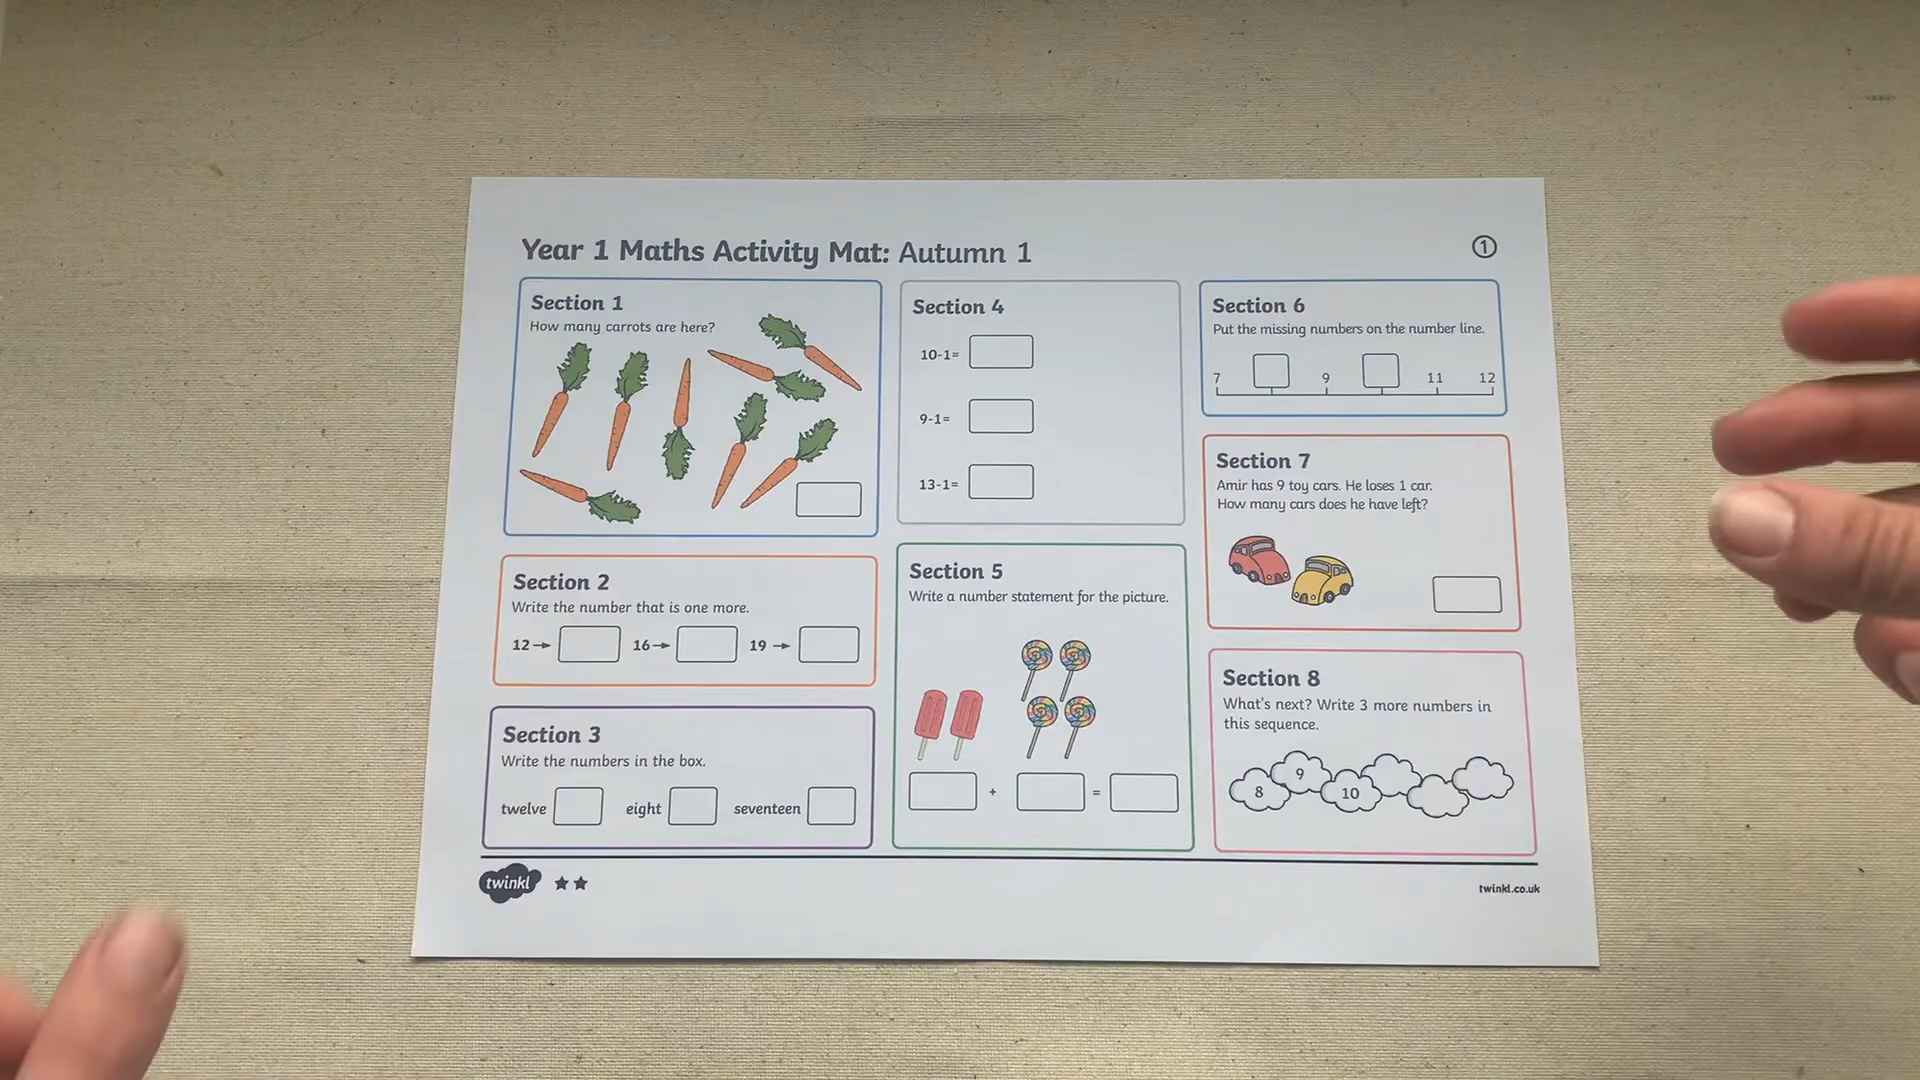 Year 1 Maths Activity Mat: Autumn 1
1
Section 1
How many carrots are here?
Section 2
Write the number that is one more.
12→ 16→ 19→
Section 3
Write the numbers in the box.
twelve eight seventeen
Section 4
10-1=
9-1=
13-1=
Section 5
Write a number statement for the picture.
+ =
Section 6
Put the missing numbers on the number line.
7 9 11 12
Section 7
Amir has 9 toy cars. He loses 1 car.
How many cars does he have left?
Section 8
What's next? Write 3 more numbers in
this sequence.
8 9 10
twinkl
twinkl.co.uk